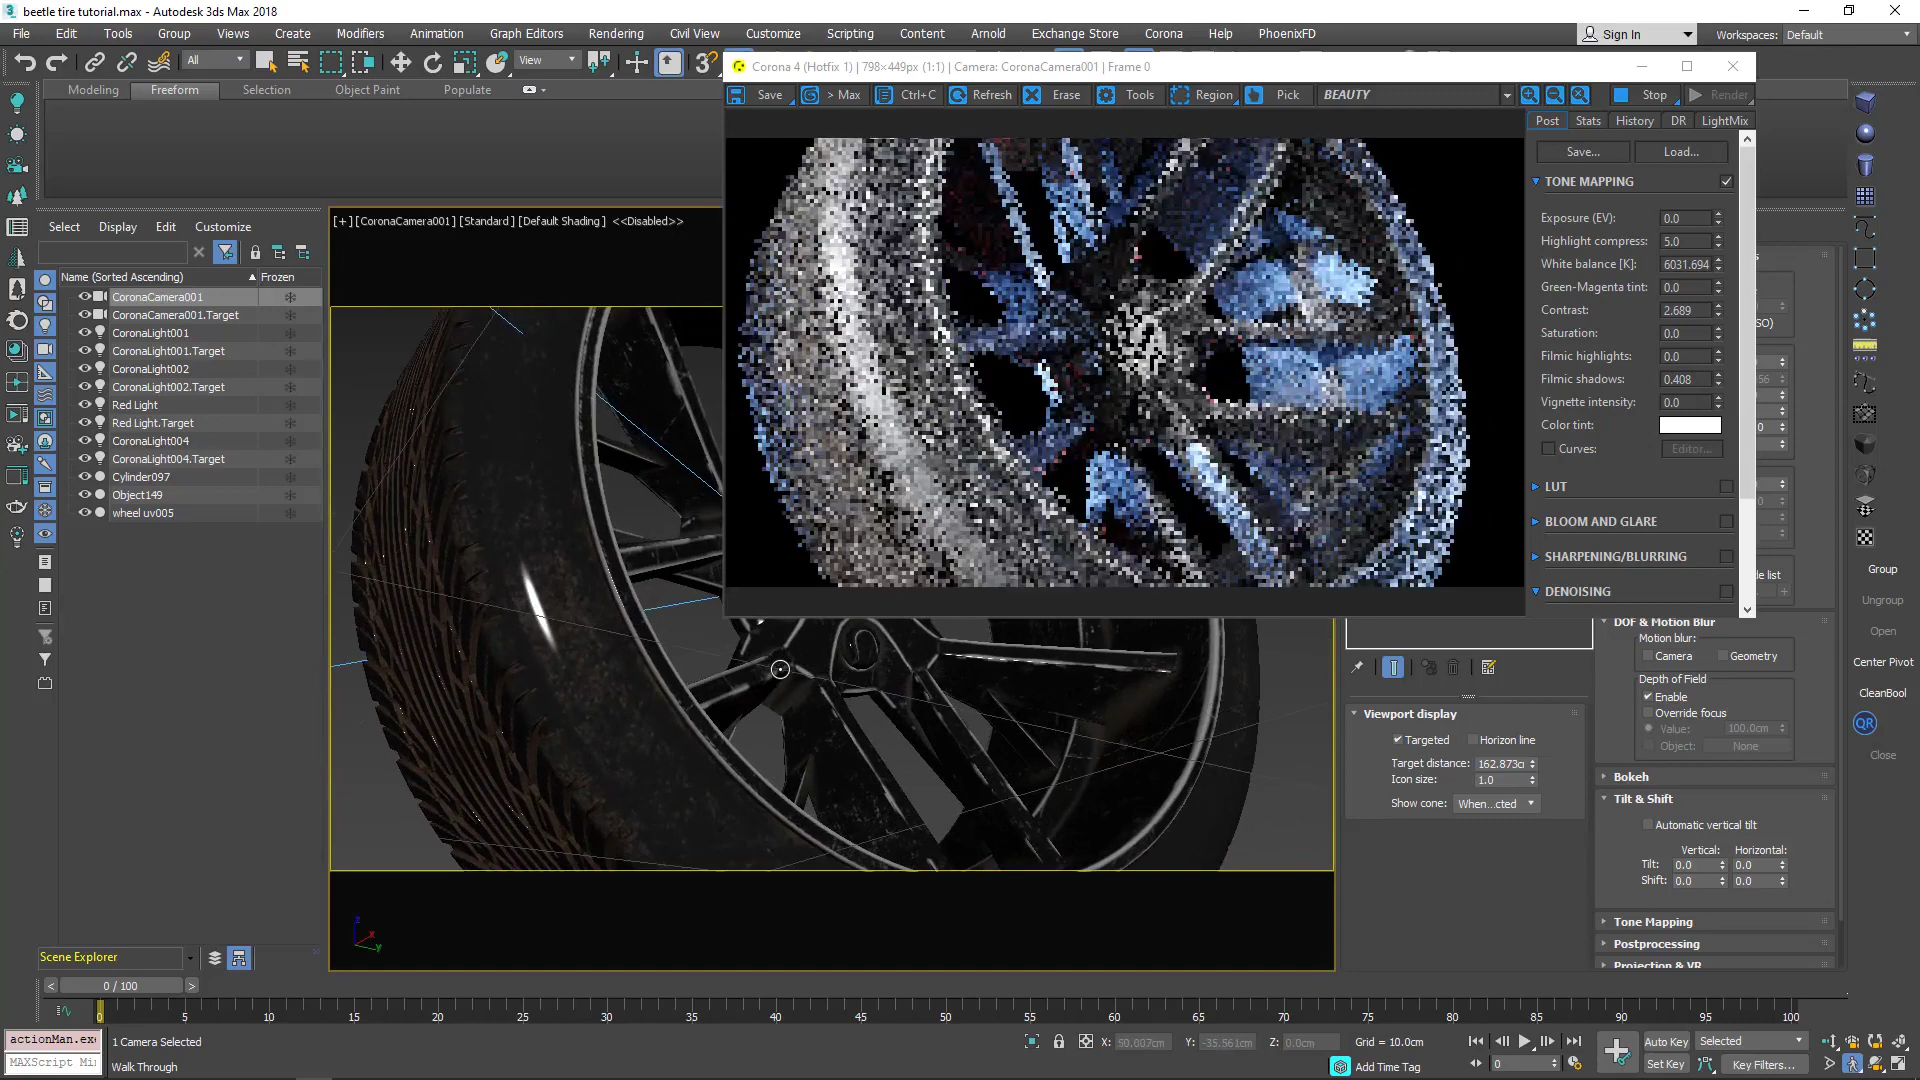 beetle tire tutorial.max - Autodesk 3ds Max 2018
File Edit Tools Group Views Create Modifiers Animation Graph Editors Rendering Civil View Customize Scripting Content Arnold Exchange Store Corona Help PhoenixFD
Sign In Workspaces: Default
All View
Corona 4 (Hotfix 1) | 798×449px (1:1) | Camera: CoronaCamera001 | Frame 0
Modeling Freeform Selection Object Paint Populate
Save > Max Ctrl+C Refresh Erase Tools Region Pick BEAUTY Stop Render
Post Stats History DR LightMix
Save... Load...
TONE MAPPING
Exposure (EV): 0.0
Highlight compress: 5.0
White balance [K]: 6031.694
Green-Magenta tint: 0.0
Contrast: 2.689
Saturation: 0.0
Filmic highlights: 0.0
Filmic shadows: 0.408
Vignette intensity: 0.0
Color tint:
Curves: Editor...
LUT
BLOOM AND GLARE
SHARPENING/BLURRING
DENOISING
[+] [CoronaCamera001] [Standard] [Default Shading] <<Disabled>>
Select Display Edit Customize
Name (Sorted Ascending) Frozen
CoronaCamera001
CoronaCamera001.Target
CoronaLight001
CoronaLight001.Target
CoronaLight002
CoronaLight002.Target
Red Light
Red Light.Target
CoronaLight004
CoronaLight004.Target
Cylinder097
Object149
wheel uv005
DOF & Motion Blur
Motion blur:
Camera Geometry
Depth of Field
Enable
Override focus
Value: 100.0cm
Object: None
Bokeh
Tilt & Shift
Automatic vertical tilt
Vertical: Horizontal:
Tilt: 0.0 0.0
Shift: 0.0 0.0
Tone Mapping
Postprocessing
Projection & VR
Viewport display
Targeted Horizon line
Target distance: 162.873c
Icon size: 1.0
Show cone: When...cted
Group
Ungroup
Open
Center Pivot
CleanBool
QR
Close
z
x
y
Scene Explorer
< 0 / 100 >
0 5 10 15 20 25 30 35 40 45 50 55 60 65 70 75 80 85 90 95 100
actionMan.exe
MAXScript Mi
1 Camera Selected
Walk Through
X: 50.007cm Y: -35.561cm Z: 0.0cm Grid = 10.0cm
Add Time Tag
0
Auto Key Selected
Set Key Key Filters...